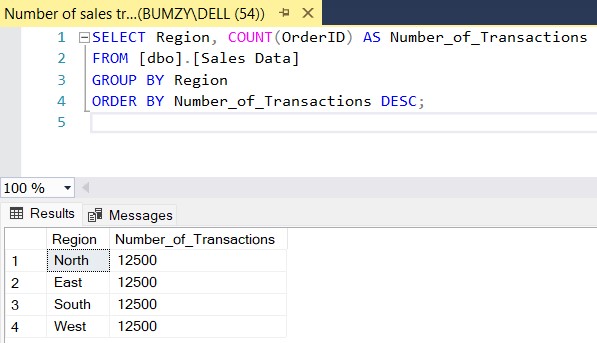 Number of sales tr...(BUMZY\DELL (54))
1 SELECT Region, COUNT(OrderID) AS Number_of_Transactions
2 FROM [dbo].[Sales Data]
3 GROUP BY Region
4 ORDER BY Number_of_Transactions DESC;
5
100 %
Results Messages
Region Number_of_Transactions
1 North 12500
2 East 12500
3 South 12500
4 West 12500